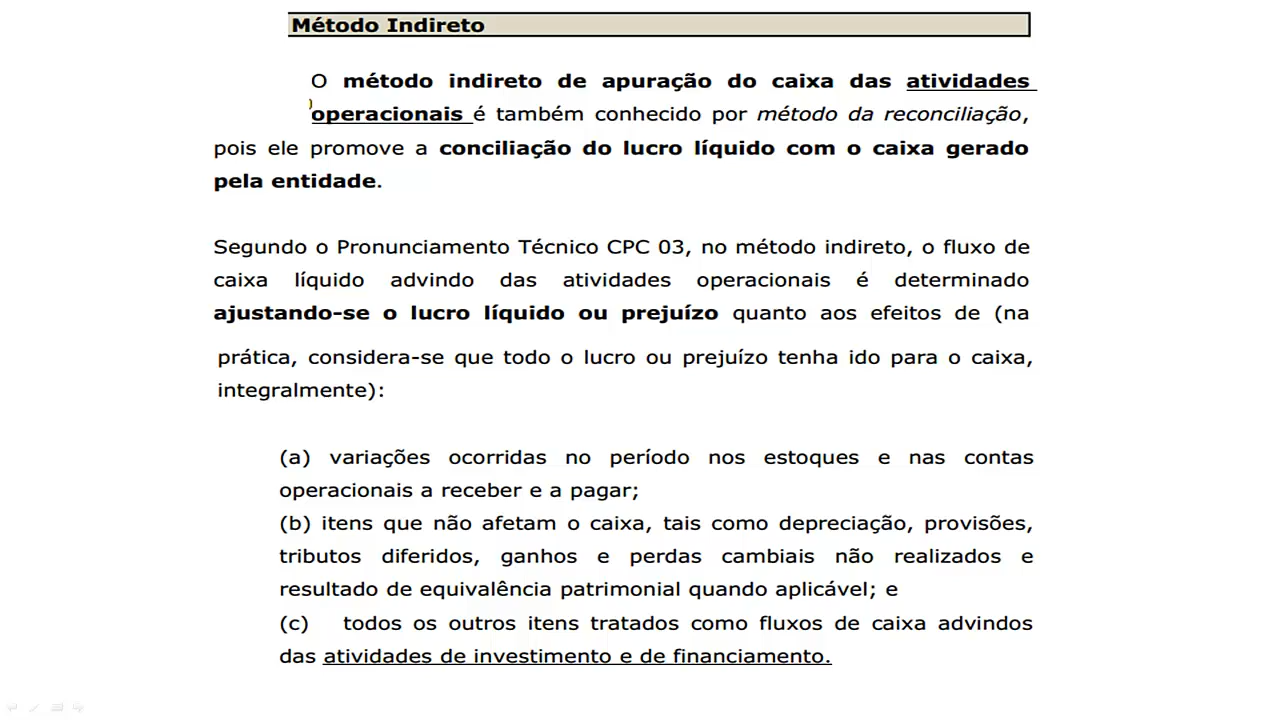 Método Indireto
O método indireto de apuração do caixa das atividades
operacionais é também conhecido por método da reconciliação,
pois ele promove a conciliação do lucro líquido com o caixa gerado
pela entidade.
Segundo o Pronunciamento Técnico CPC 03, no método indireto, o fluxo de
caixa líquido advindo das atividades operacionais é determinado
ajustando-se o lucro líquido ou prejuízo quanto aos efeitos de (na
prática, considera-se que todo o lucro ou prejuízo tenha ido para o caixa,
integralmente):
(a) variações ocorridas no período nos estoques e nas contas
operacionais a receber e a pagar;
(b) itens que não afetam o caixa, tais como depreciação, provisões,
tributos diferidos, ganhos e perdas cambiais não realizados e
resultado de equivalência patrimonial quando aplicável; e
(c) todos os outros itens tratados como fluxos de caixa advindos
das atividades de investimento e de financiamento.